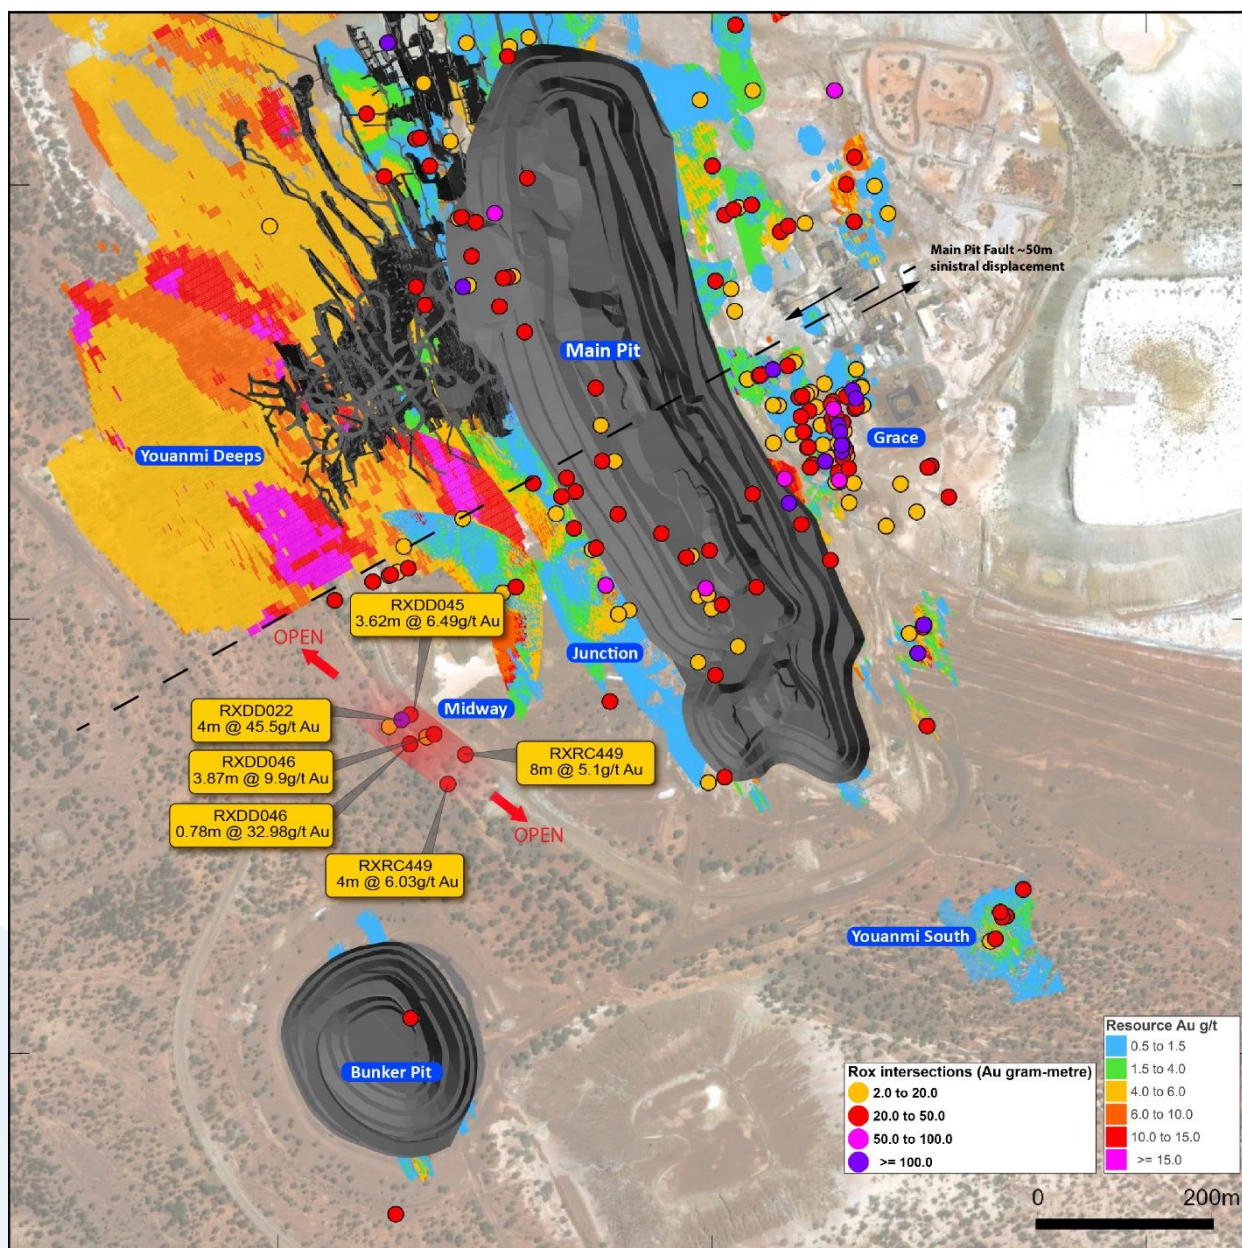 Main Pit Fault ~50m
sinistral displacement
Main Pit
Grace
Youanmi Deeps
RXDD045
3.62m @ 6.49g/t Au
OPEN
Junction
Midway
RXDD022
4m @ 45.5g/t Au
RXDD046
3.87m @ 9.9g/t Au
RXRC449
8m @ 5.1g/t Au
RXDD046
0.78m @ 32.98g/t Au
OPEN
RXRC449
4m @ 6.03g/t Au
Youanmi South
Bunker Pit
Rox intersections (Au gram-metre)
2.0 to 20.0
20.0 to 50.0
50.0 to 100.0
>= 100.0
Resource Au g/t
0.5 to 1.5
1.5 to 4.0
4.0 to 6.0
6.0 to 10.0
10.0 to 15.0
>= 15.0
0 200m